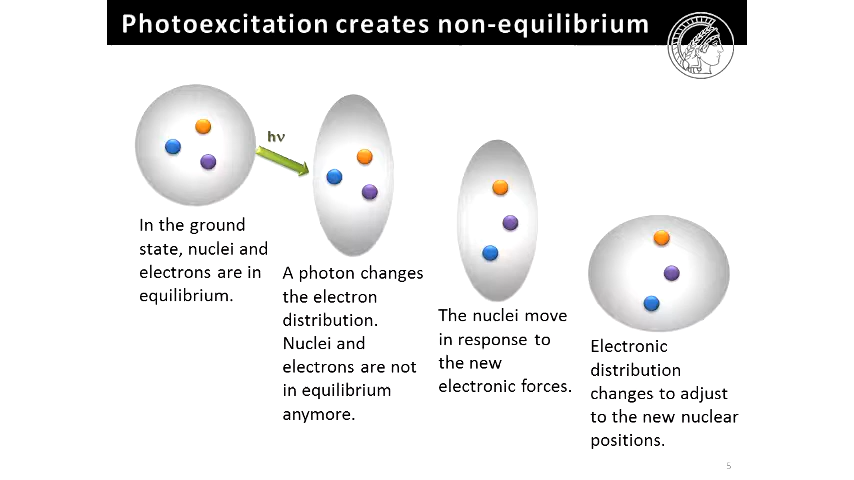 Photoexcitation creates non-equilibrium
hν
In the ground
state, nuclei and
electrons are in
equilibrium.
A photon changes
the electron
distribution.
Nuclei and
electrons are not
in equilibrium
anymore.
The nuclei move
in response to
the new
electronic forces.
Electronic
distribution
changes to adjust
to the new nuclear
positions.
5